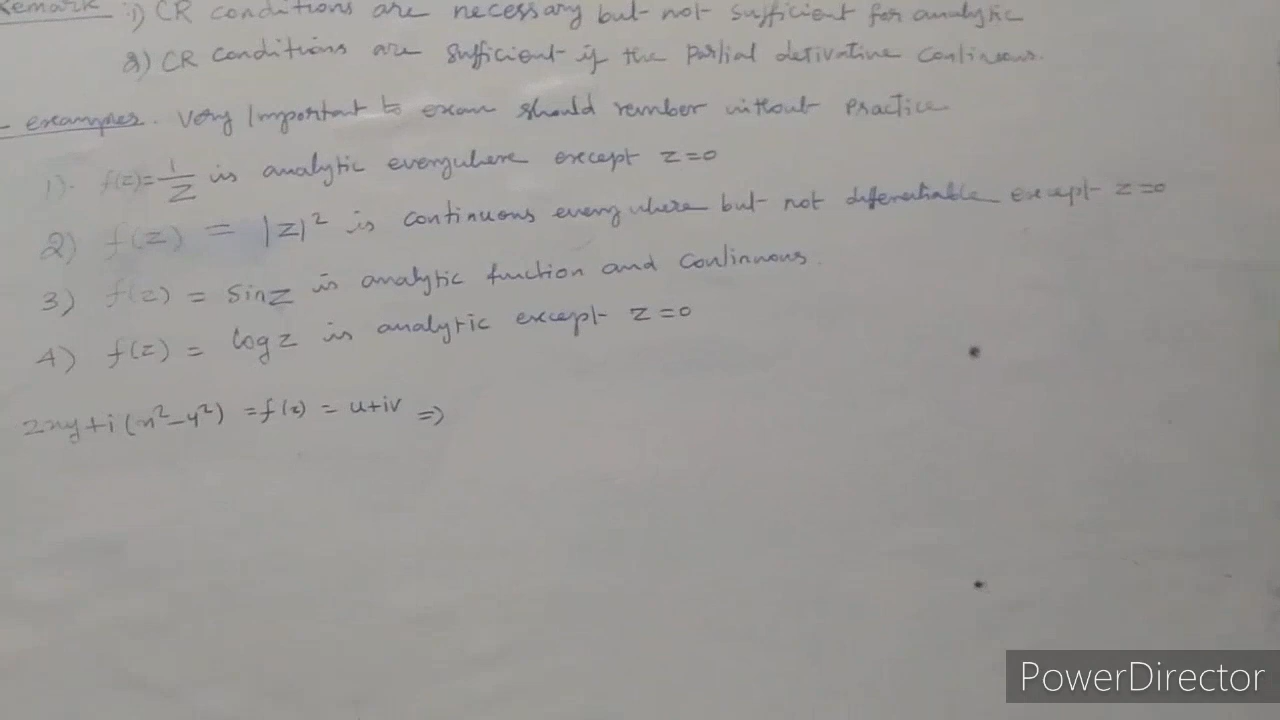 Remark 1) CR conditions are necessary but not sufficient for analytic
2) CR conditions are sufficient if the partial derivative continuous.
examples. Very Important to exam should rember without Practice
1). f(z)=1/z is analytic everywhere except z=0
2) f(z) = |z|² is continuous everywhere but not diferentiable except z=0
3) f(z) = sinz is analytic function and continuous.
4) f(z) = log z is analytic except z=0
2xy+i(x²-y²) =f(z) = u+iv ⇒
PowerDirector